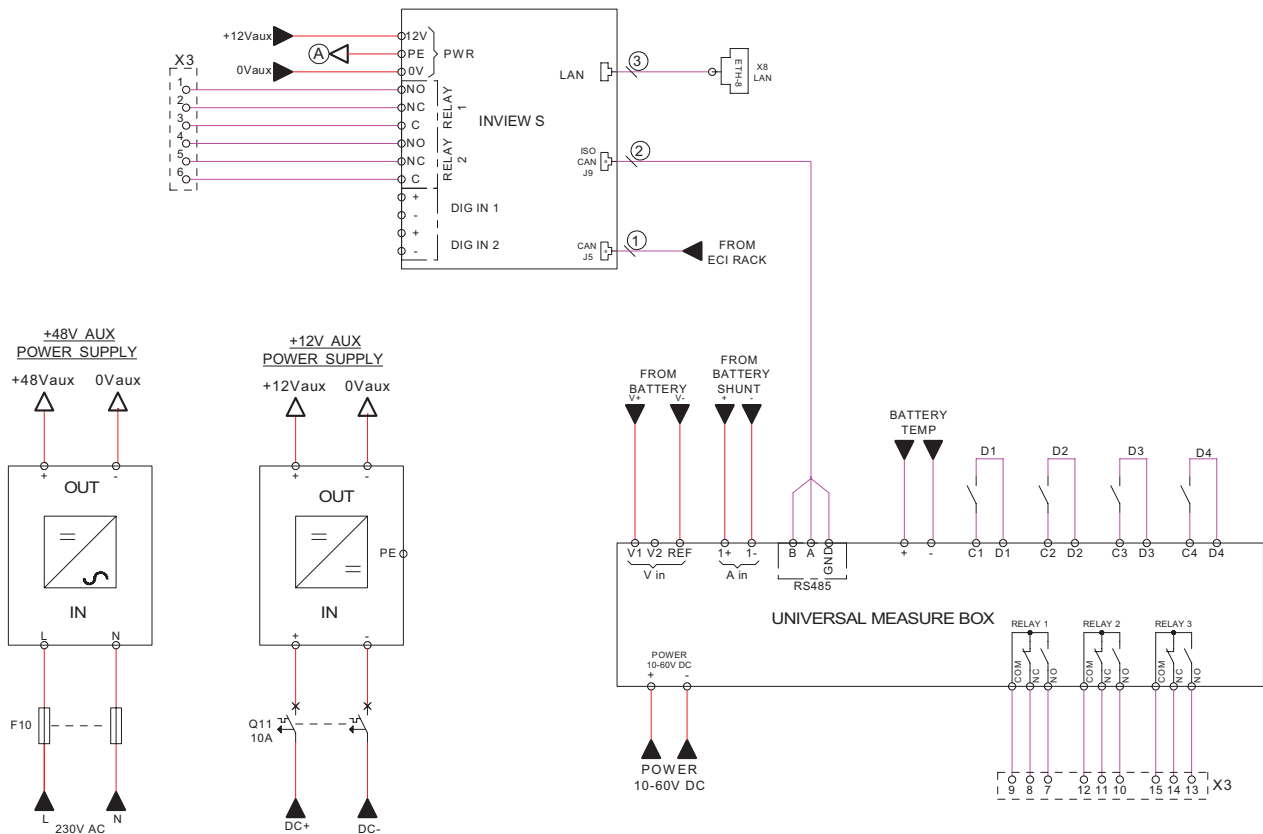 +12Vaux
12V
A
PE
PWR
0Vaux
0V
X3
1
NO
2
NC
RELAY 1
3
C
4
NO
5
NC
RELAY 2
6
C
+
DIG IN 1
-
+
DIG IN 2
-
INVIEW S
LAN
3
ETH-8
X8
LAN
ISO
CAN
J9
2
CAN
J5
1
FROM
ECI RACK
+48V AUX
POWER SUPPLY
+48Vaux 0Vaux
+ -
OUT
IN
L N
F10
L N
230V AC
+12V AUX
POWER SUPPLY
+12Vaux 0Vaux
+ -
OUT
PE
IN
+ -
Q11
10A
DC+ DC-
FROM
BATTERY
V+ V-
FROM
BATTERY
SHUNT
+ -
BATTERY
TEMP
D1 D2 D3 D4
V1 V2 REF
V in
1+ 1-
A in
B A GND
RS485
+ -
C1 D1 C2 D2 C3 D3 C4 D4
UNIVERSAL MEASURE BOX
POWER
10-60V DC
+ -
POWER
10-60V DC
RELAY 1 RELAY 2 RELAY 3
COM NC NO COM NC NO COM NC NO
9 8 7 12 11 10 15 14 13 X3